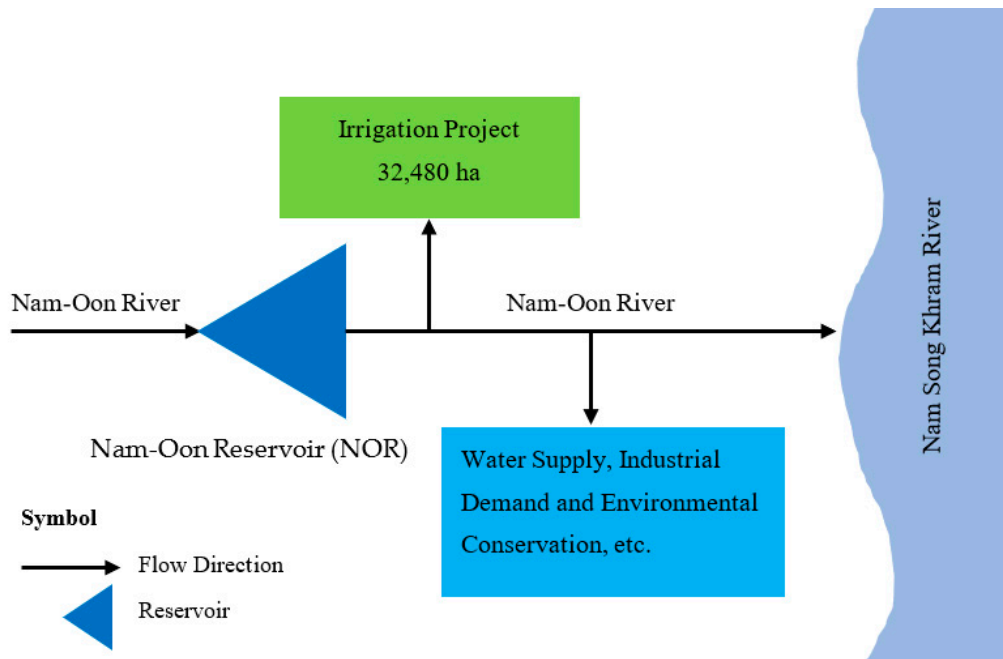 Irrigation Project
32,480 ha
Nam-Oon River
Nam-Oon River
Nam Song Khram River
Nam-Oon Reservoir (NOR)
Water Supply, Industrial
Demand and Environmental
Conservation, etc.
Symbol
Flow Direction
Reservoir